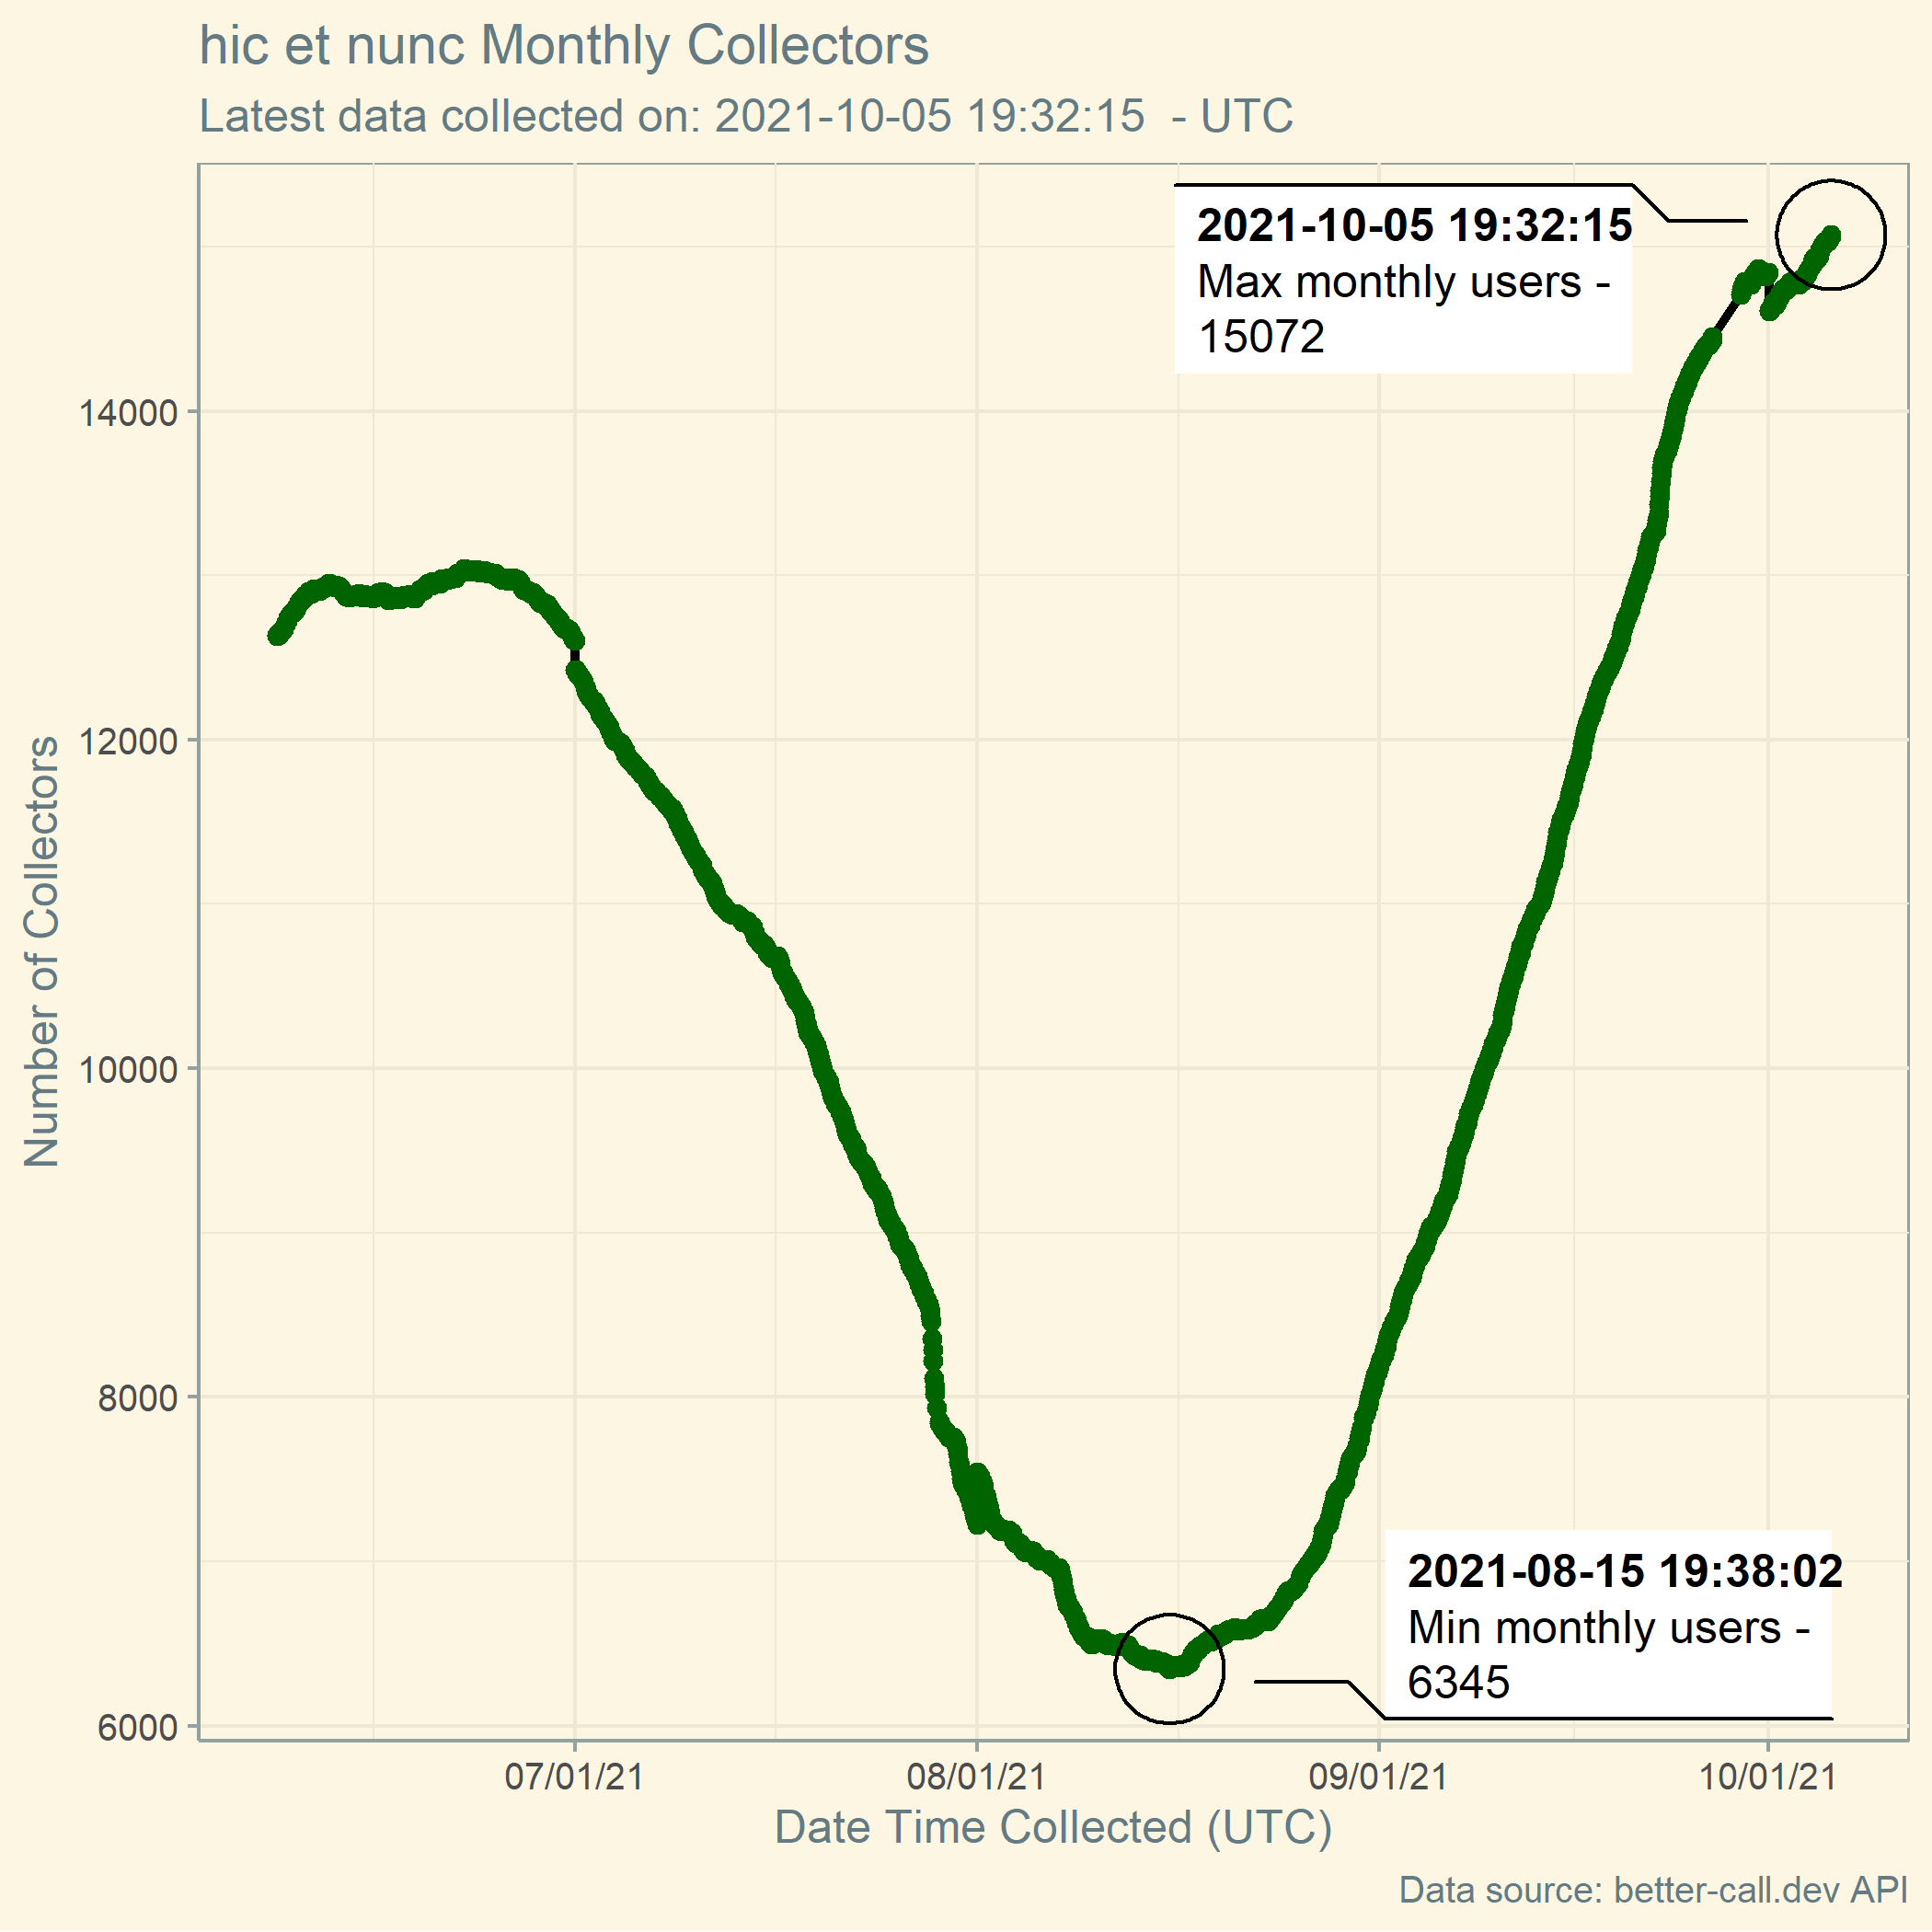 hic et nunc Monthly Collectors
Latest data collected on: 2021-10-05 19:32:15  - UTC
2021-10-05 19:32:15
Max monthly users -
15072
14000
12000
10000
8000
6000
Number of Collectors
2021-08-15 19:38:02
Min monthly users -
6345
07/01/21
08/01/21
09/01/21
10/01/21
Date Time Collected (UTC)
Data source: better-call.dev API